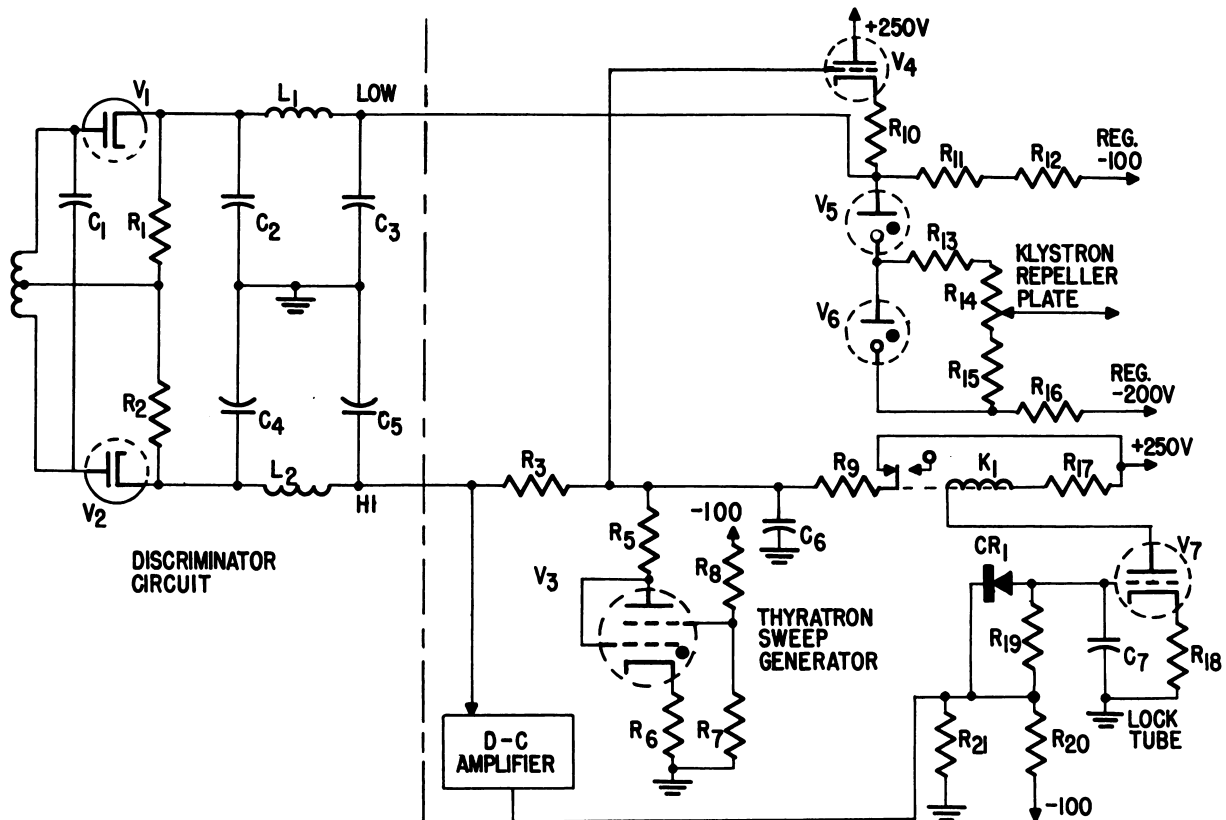 +250V
V4
V1
L1
LOW
R10
R11
R12
REG.
-100
C1
R1
C2
C3
V5
R13
KLYSTRON
REPELLER
PLATE
R14
V6
R15
R2
C4
C5
R16
REG.
-200V
+250V
L2
HI
V2
R3
R9
K1
R17
-100
C6
R5
R8
CR1
V7
DISCRIMINATOR
CIRCUIT
V3
THYRATRON
SWEEP
GENERATOR
R19
C7
R18
R6
R7
D-C
AMPLIFIER
R21
R20
LOCK
TUBE
-100